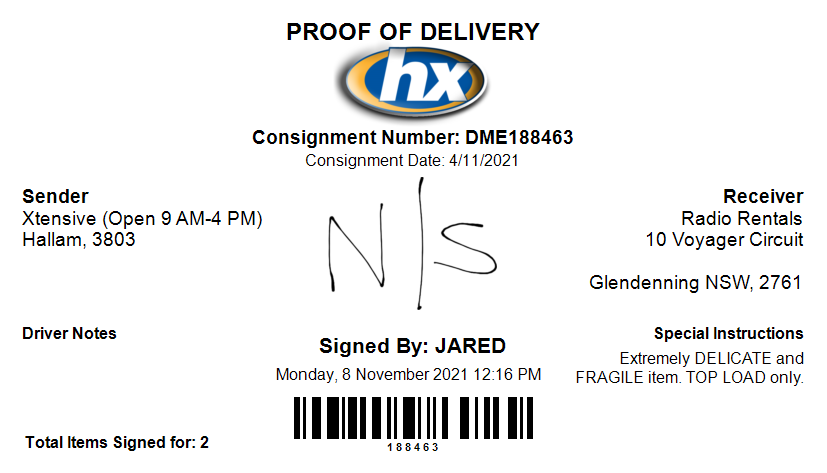 PROOF OF DELIVERY
hx
Consignment Number: DME188463
Consignment Date: 4/11/2021
Sender
Xtensive (Open 9 AM-4 PM)
Hallam, 3803
N/S
Receiver
Radio Rentals
10 Voyager Circuit
Glendenning NSW, 2761
Driver Notes
Signed By: JARED
Monday, 8 November 2021 12:16 PM
Special Instructions
Extremely DELICATE and
FRAGILE item. TOP LOAD only.
188463
Total Items Signed for: 2